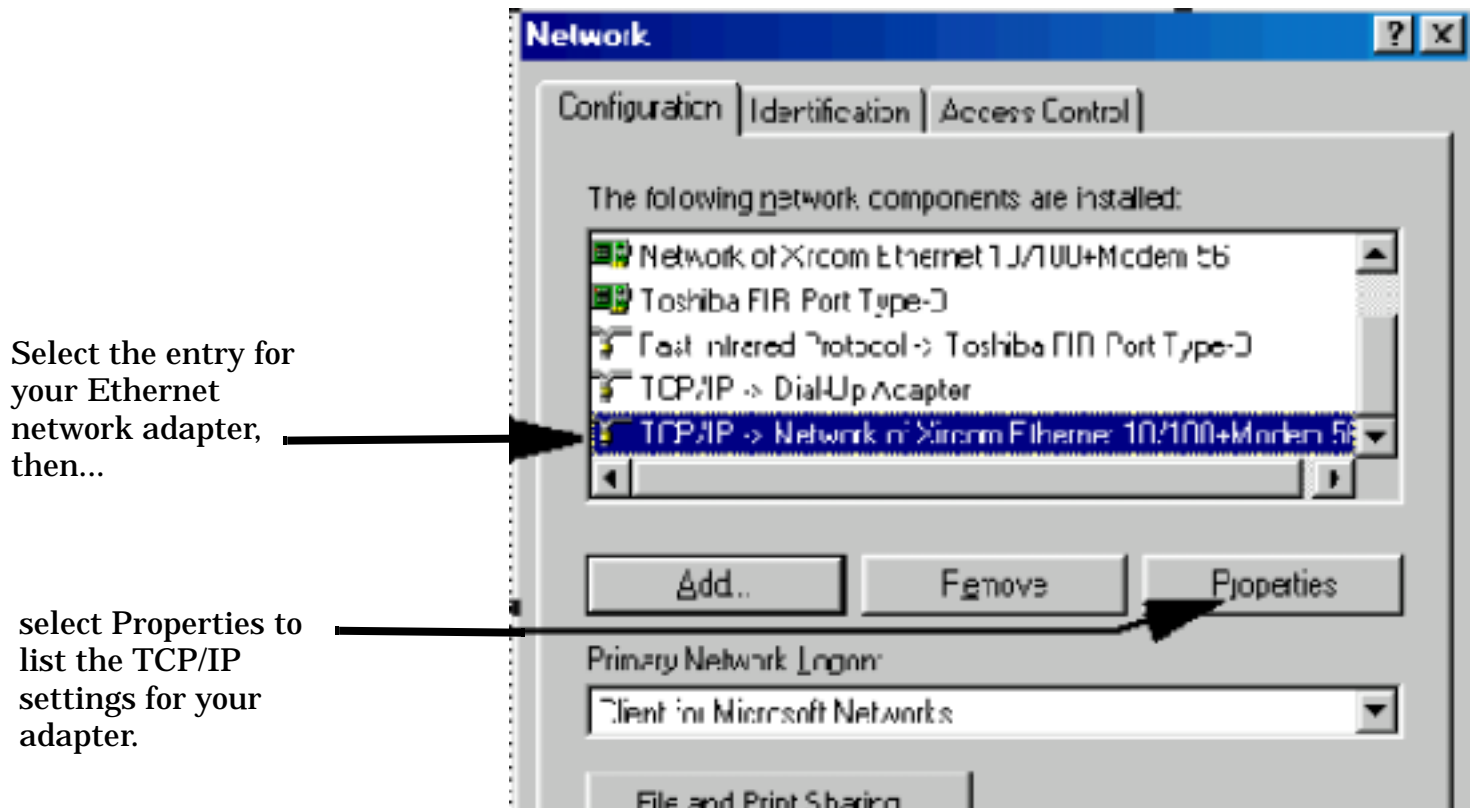 Network
Configuration Identification Access Control
The following network components are installed:
Network of Xircom Ethernet 10/100+Modem 56
Toshiba FIR Port Type-O
Fast Infrared Protocol -> Toshiba FIR Port Type-O
TCP/IP -> Dial-Up Adapter
TCP/IP -> Network of Xircom Ethernet 10/100+Modem 56
Select the entry for
your Ethernet
network adapter,
then...
Add... Remove Properties
select Properties to
list the TCP/IP
settings for your
adapter.
Primary Network Logon:
Client for Microsoft Networks
File and Print Sharing...